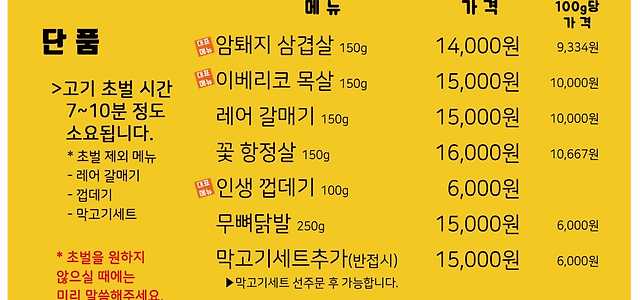 메뉴 가격 100g당 가격
단품
대표메뉴 암퇘지 삼겹살 150g 14,000원 9,334원
대표메뉴 이베리코 목살 150g 15,000원 10,000원
레어 갈매기 150g 15,000원 10,000원
꽃 항정살 150g 16,000원 10,667원
대표메뉴 인생 껍데기 100g 6,000원
무뼈닭발 250g 15,000원 6,000원
막고기세트추가(반접시) 15,000원 6,000원
▶막고기세트 선주문 후 가능합니다.
>고기 초벌 시간
7~10분 정도
소요됩니다.
* 초벌 제외 메뉴
- 레어 갈매기
- 껍데기
- 막고기세트
* 초벌을 원하지
않으실 때에는
미리 말씀해주세요.